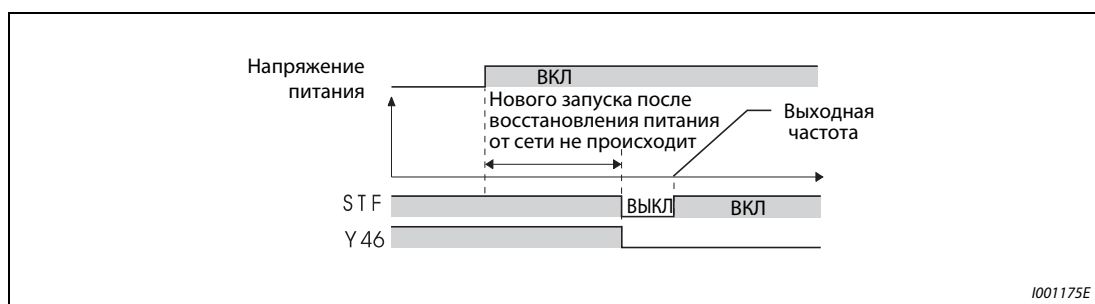 Напряжение
питания
ВКЛ
Нового запуска после
восстановления питания
от сети не происходит
Выходная
частота
STF
ВЫКЛ
ВКЛ
Y46
I001175E